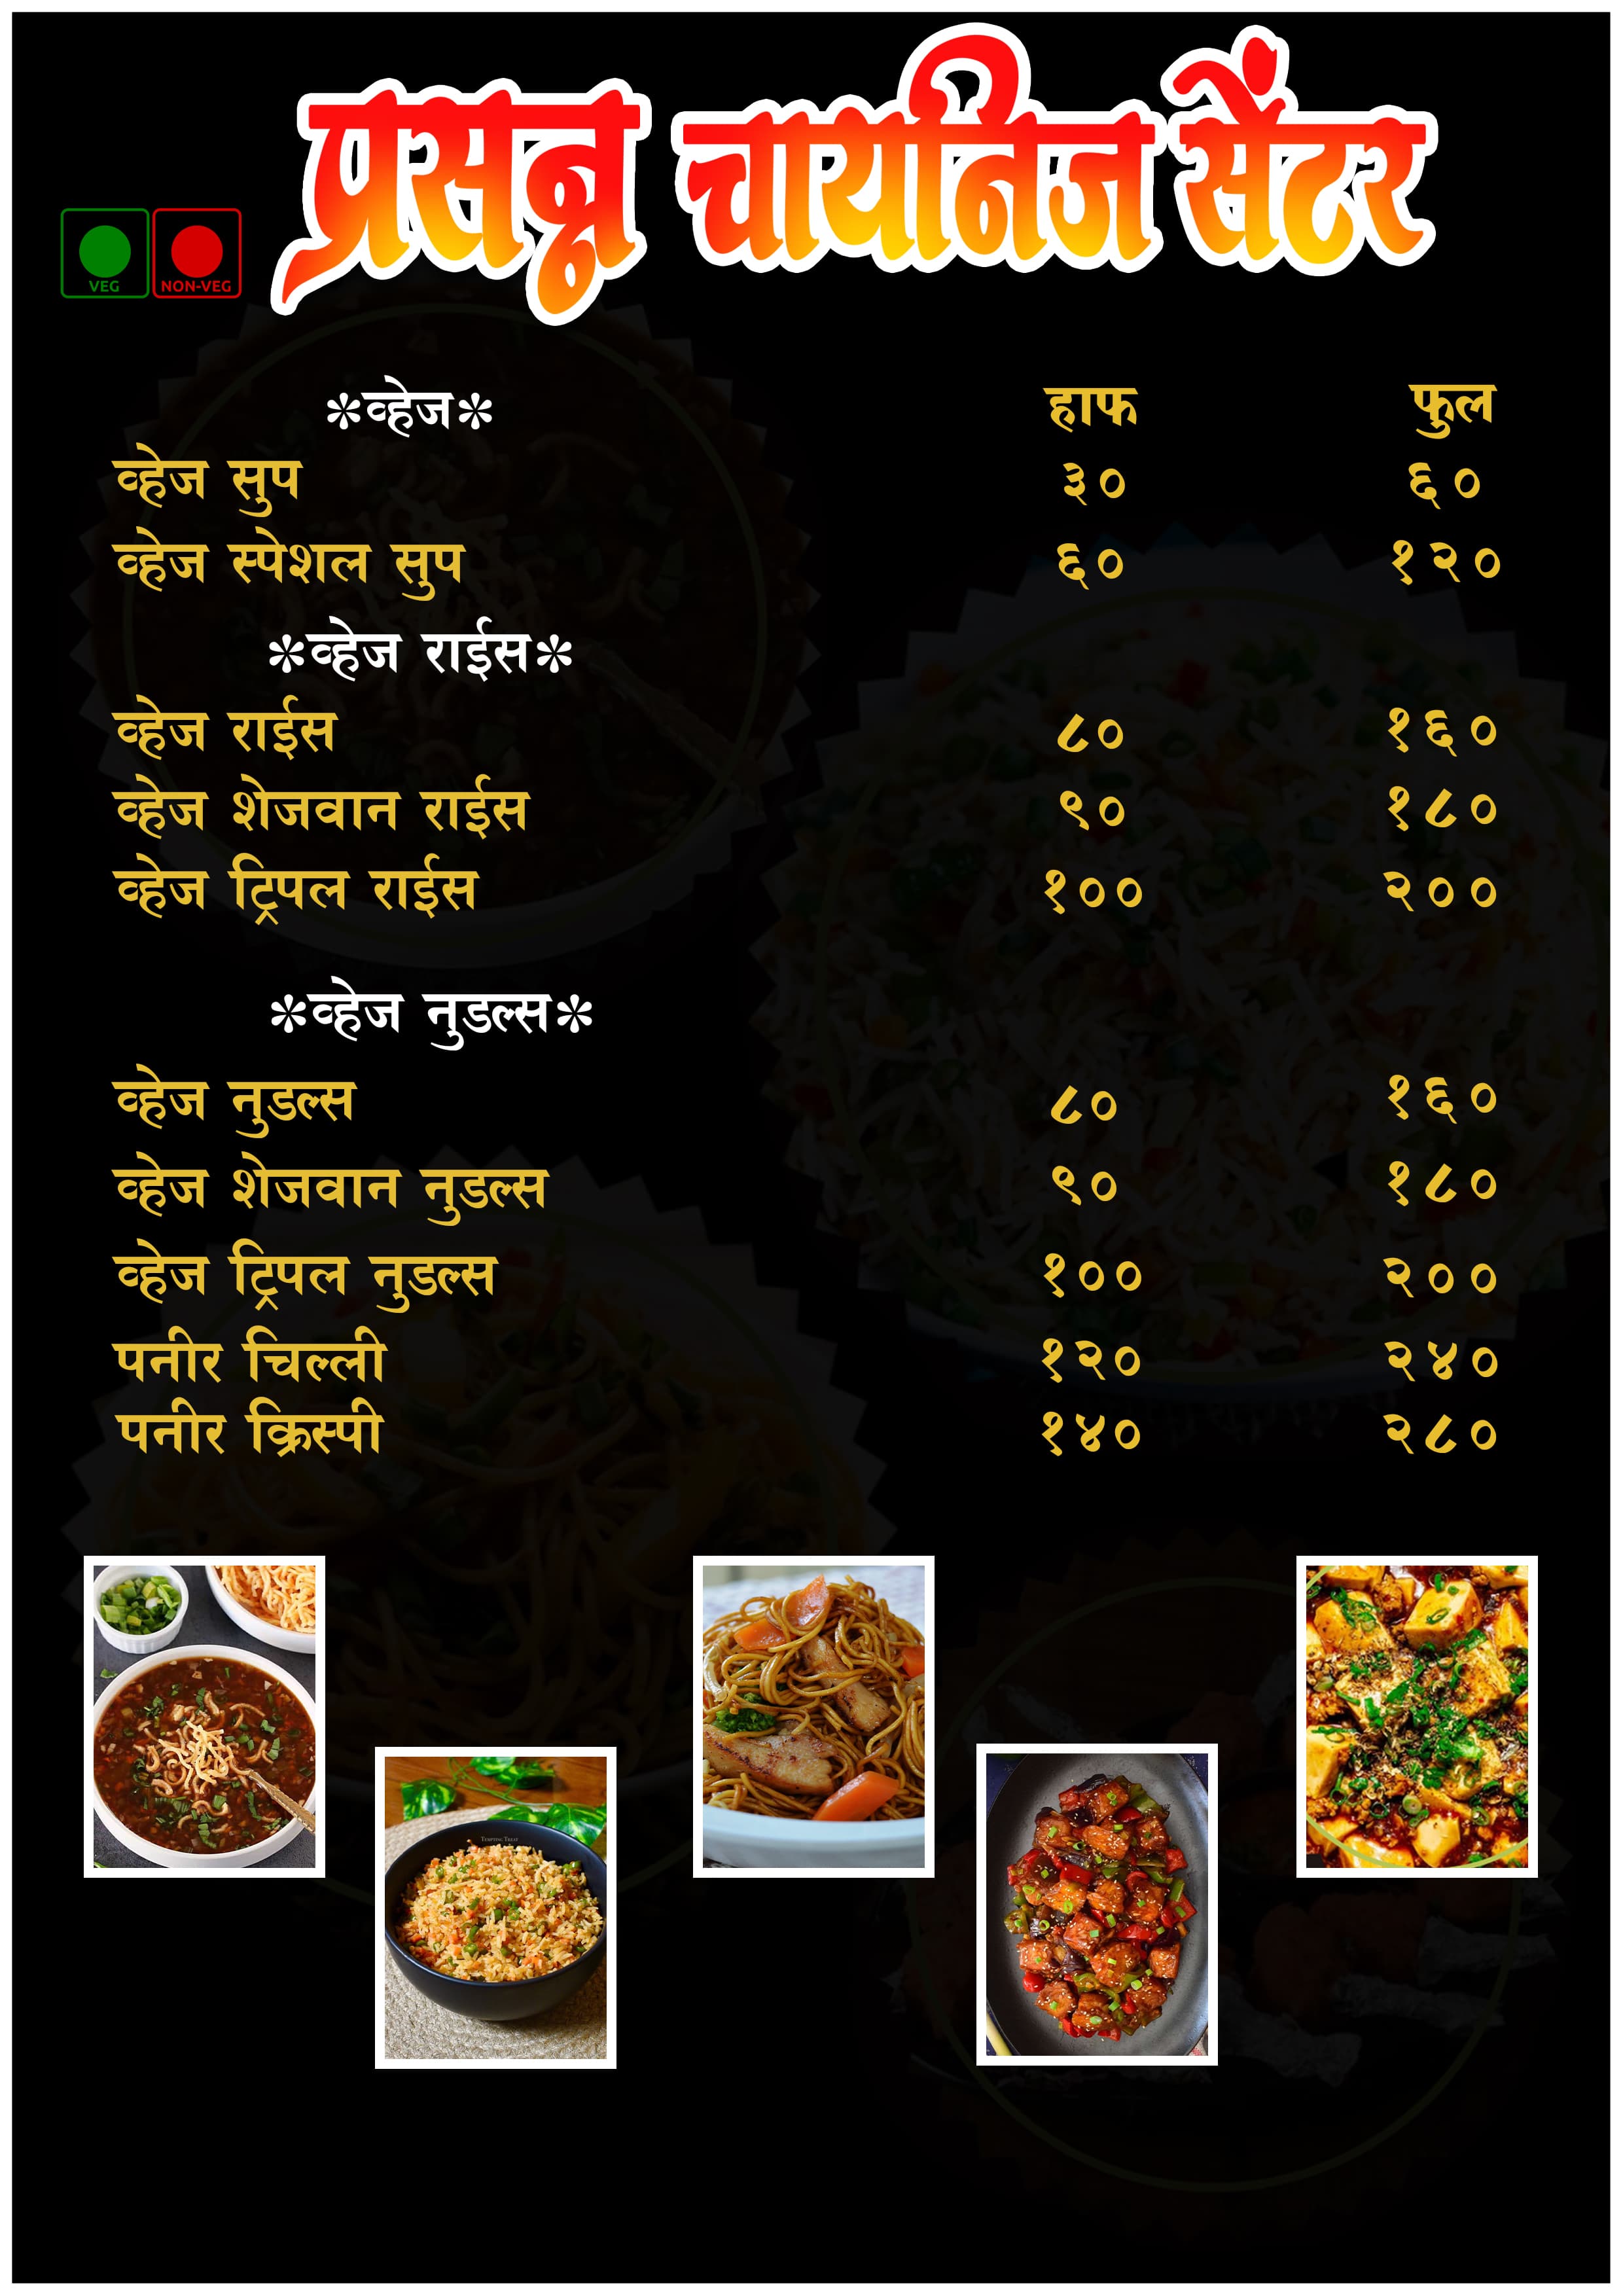 प्रसन्न चायनिज सेंटर
VEG NON-VEG
*व्हेज* हाफ फुल
व्हेज सुप ३० ६०
व्हेज स्पेशल सुप ६० १२०
*व्हेज राईस*
व्हेज राईस ८० १६०
व्हेज शेजवान राईस ९० १८०
व्हेज ट्रिपल राईस १०० २००
*व्हेज नुडल्स*
व्हेज नुडल्स ८० १६०
व्हेज शेजवान नुडल्स ९० १८०
व्हेज ट्रिपल नुडल्स १०० २००
पनीर चिल्ली १२० २४०
पनीर क्रिस्पी १४० २८०
TEMPTING TREAT